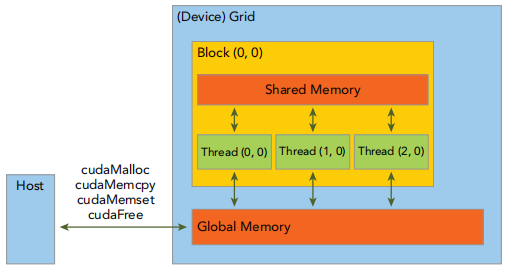 (Device) Grid
Block (0, 0)
Shared Memory
Thread (0, 0)
Thread (1, 0)
Thread (2, 0)
cudaMalloc
cudaMemcpy
cudaMemset
cudaFree
Host
Global Memory